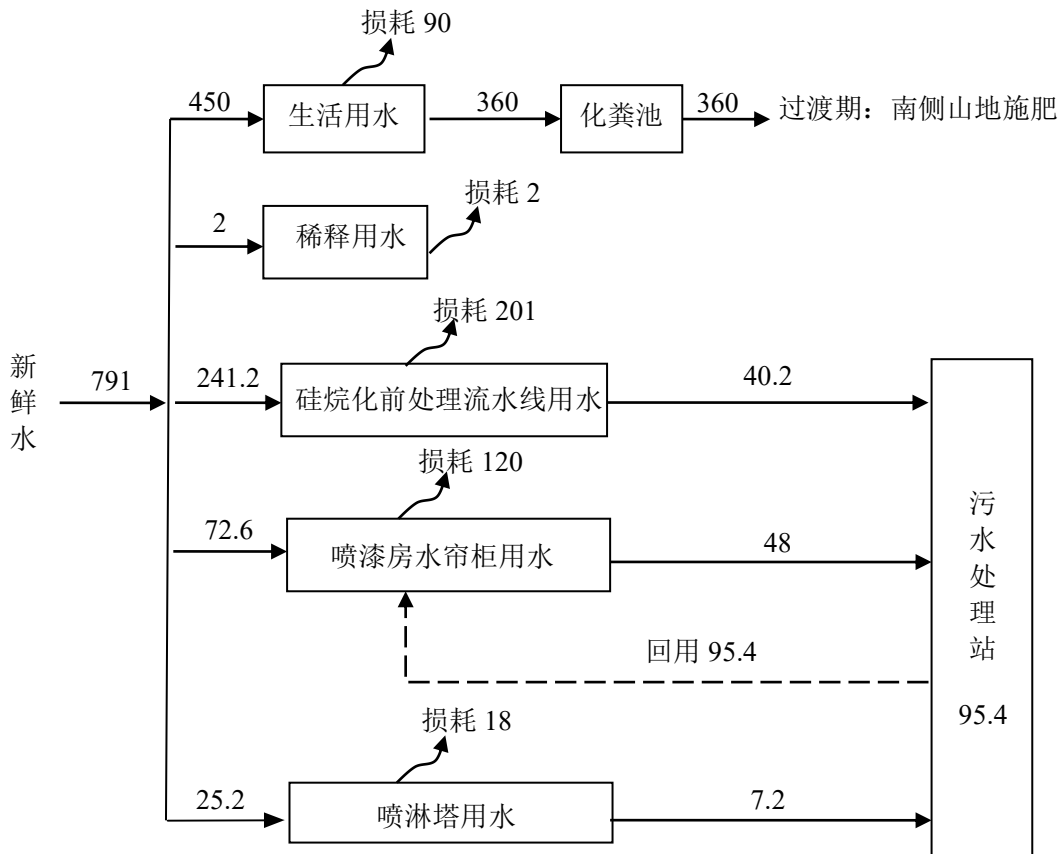 损耗 90
450
生活用水
360
化粪池
360
过渡期：南侧山地施肥
损耗 2
2
稀释用水
损耗 201
新鲜水
791
241.2
硅烷化前处理流水线用水
40.2
损耗 120
72.6
喷漆房水帘柜用水
48
污水处理站
95.4
回用 95.4
损耗 18
25.2
喷淋塔用水
7.2